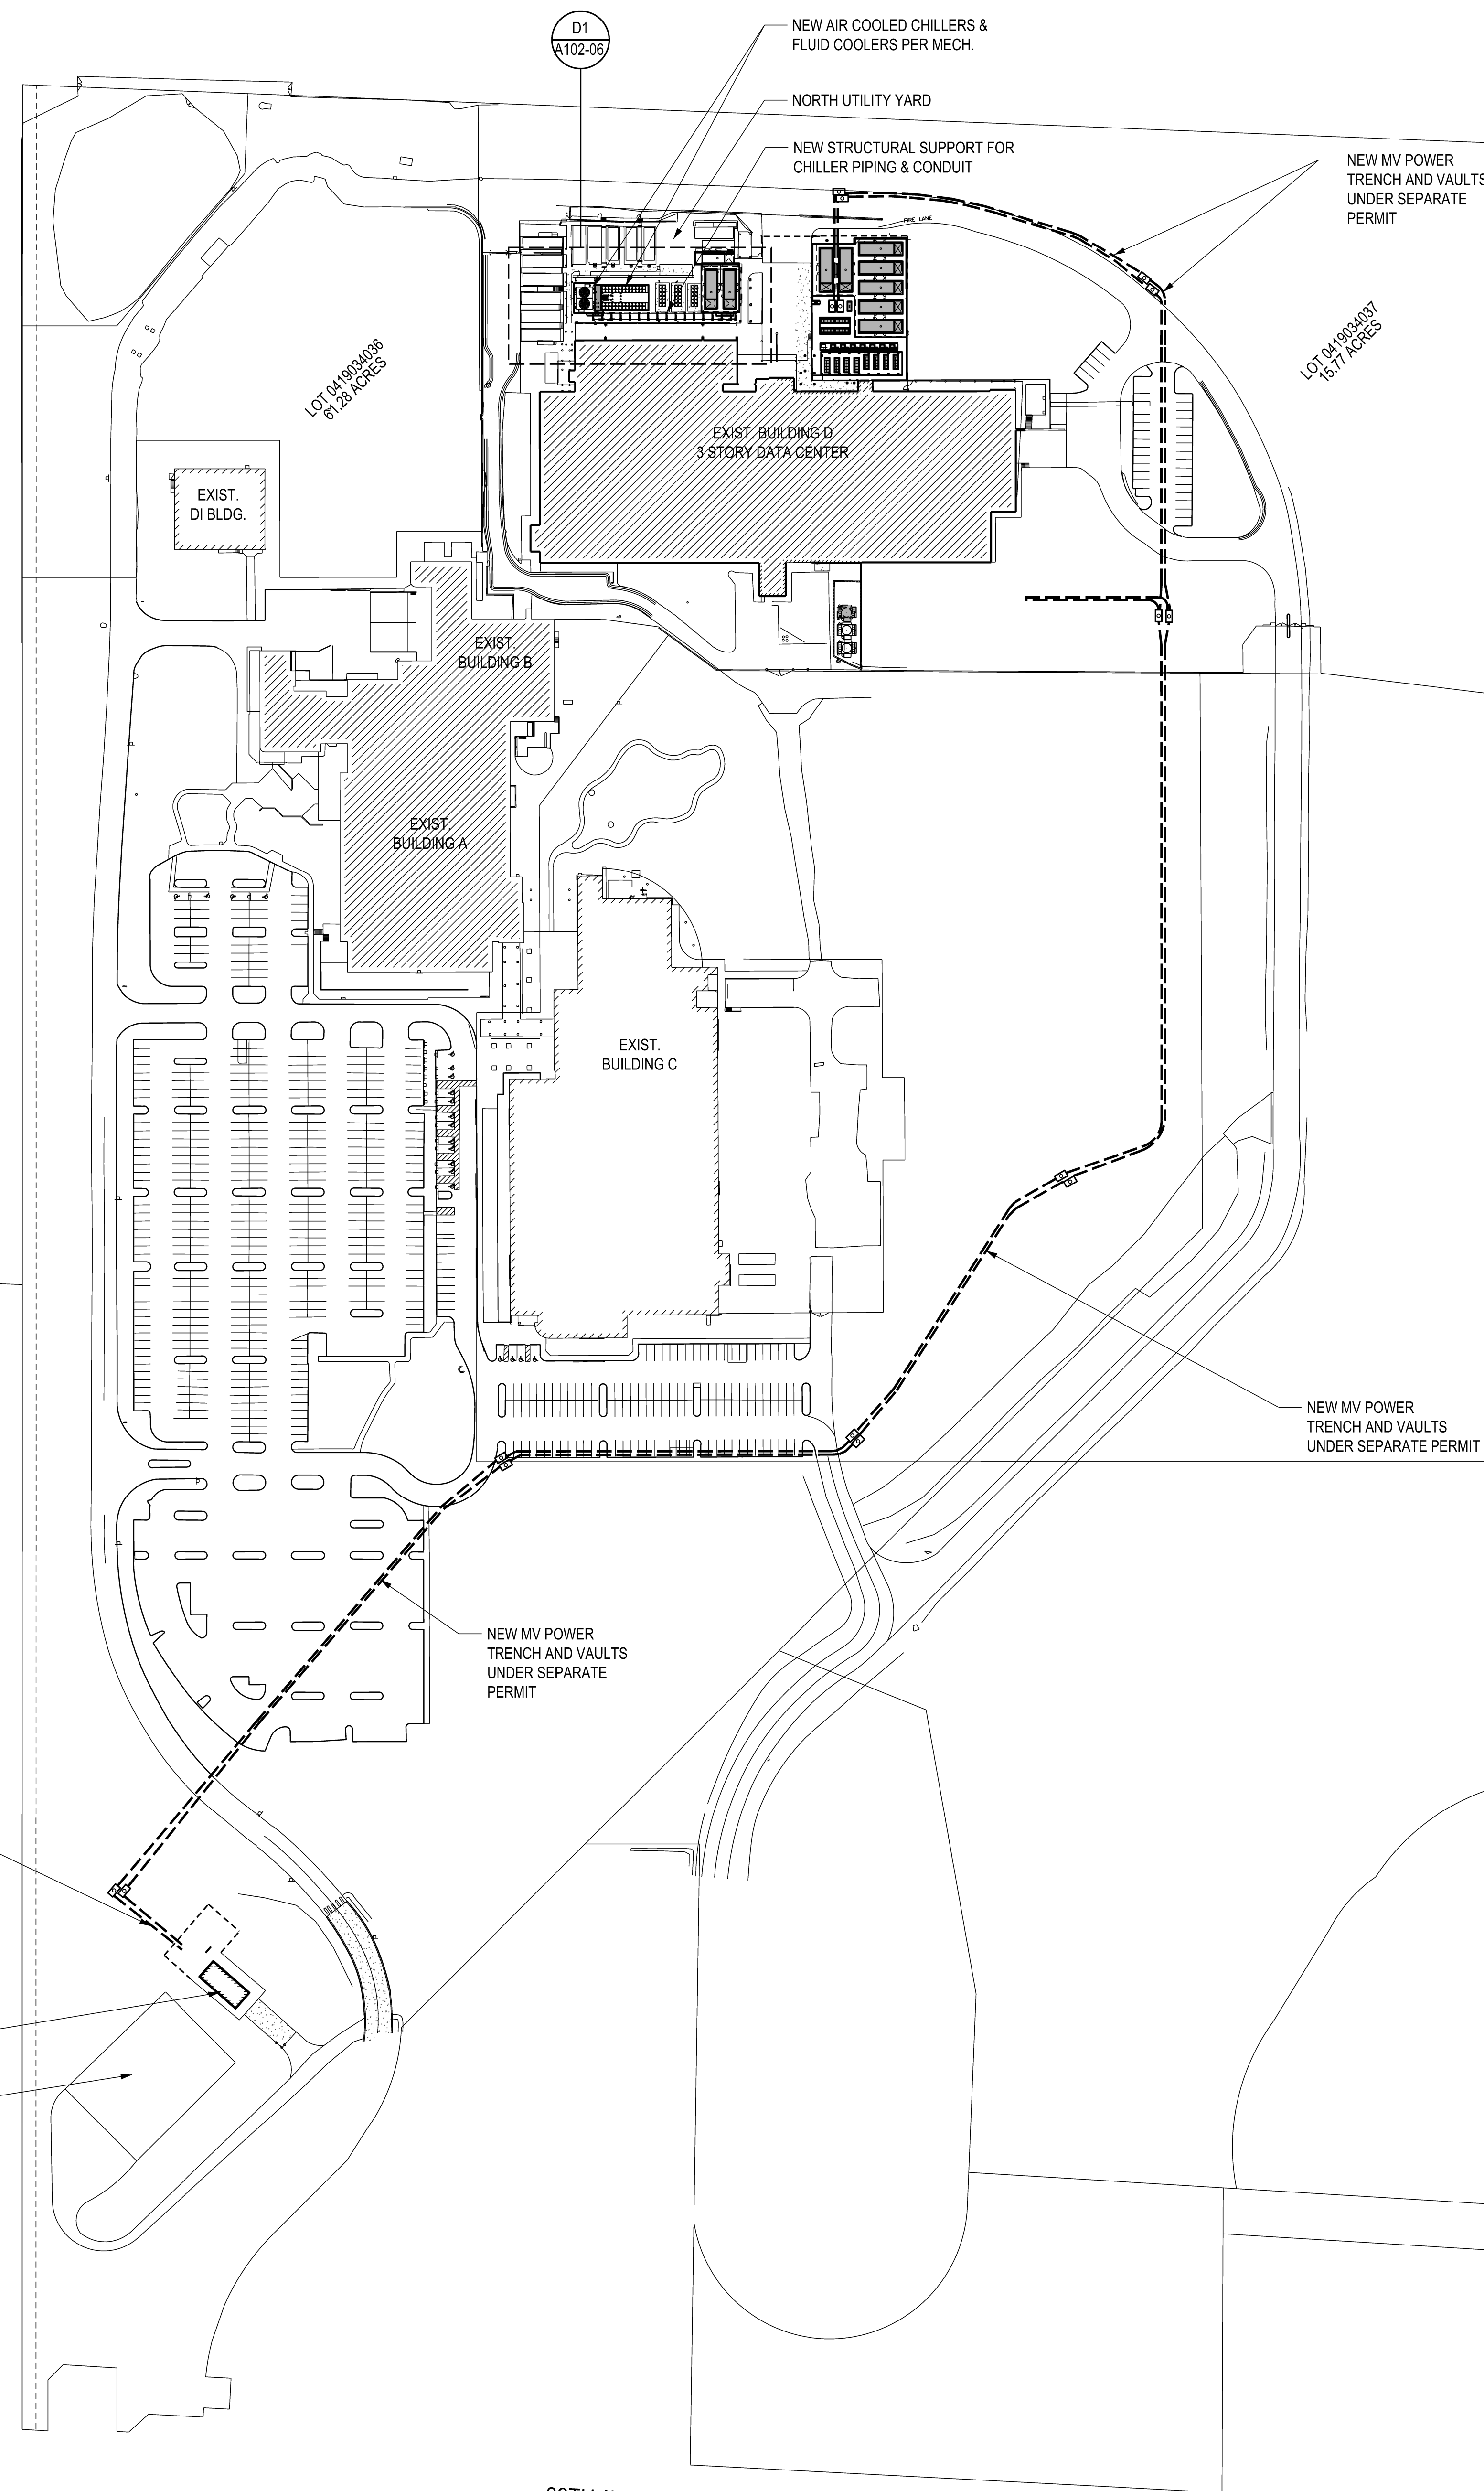 D1
A102-06
NEW AIR COOLED CHILLERS &
FLUID COOLERS PER MECH.
NORTH UTILITY YARD
NEW STRUCTURAL SUPPORT FOR
CHILLER PIPING & CONDUIT
NEW MV POWER
TRENCH AND VAULTS
UNDER SEPARATE
PERMIT
FIRE LANE
LOT 0419034036
61.28 ACRES
LOT 0419034037
15.77 ACRES
EXIST. BUILDING D
3 STORY DATA CENTER
EXIST.
DI BLDG.
EXIST.
BUILDING B
EXIST.
BUILDING A
EXIST.
BUILDING C
NEW MV POWER
TRENCH AND VAULTS
UNDER SEPARATE PERMIT
NEW MV POWER
TRENCH AND VAULTS
UNDER SEPARATE
PERMIT